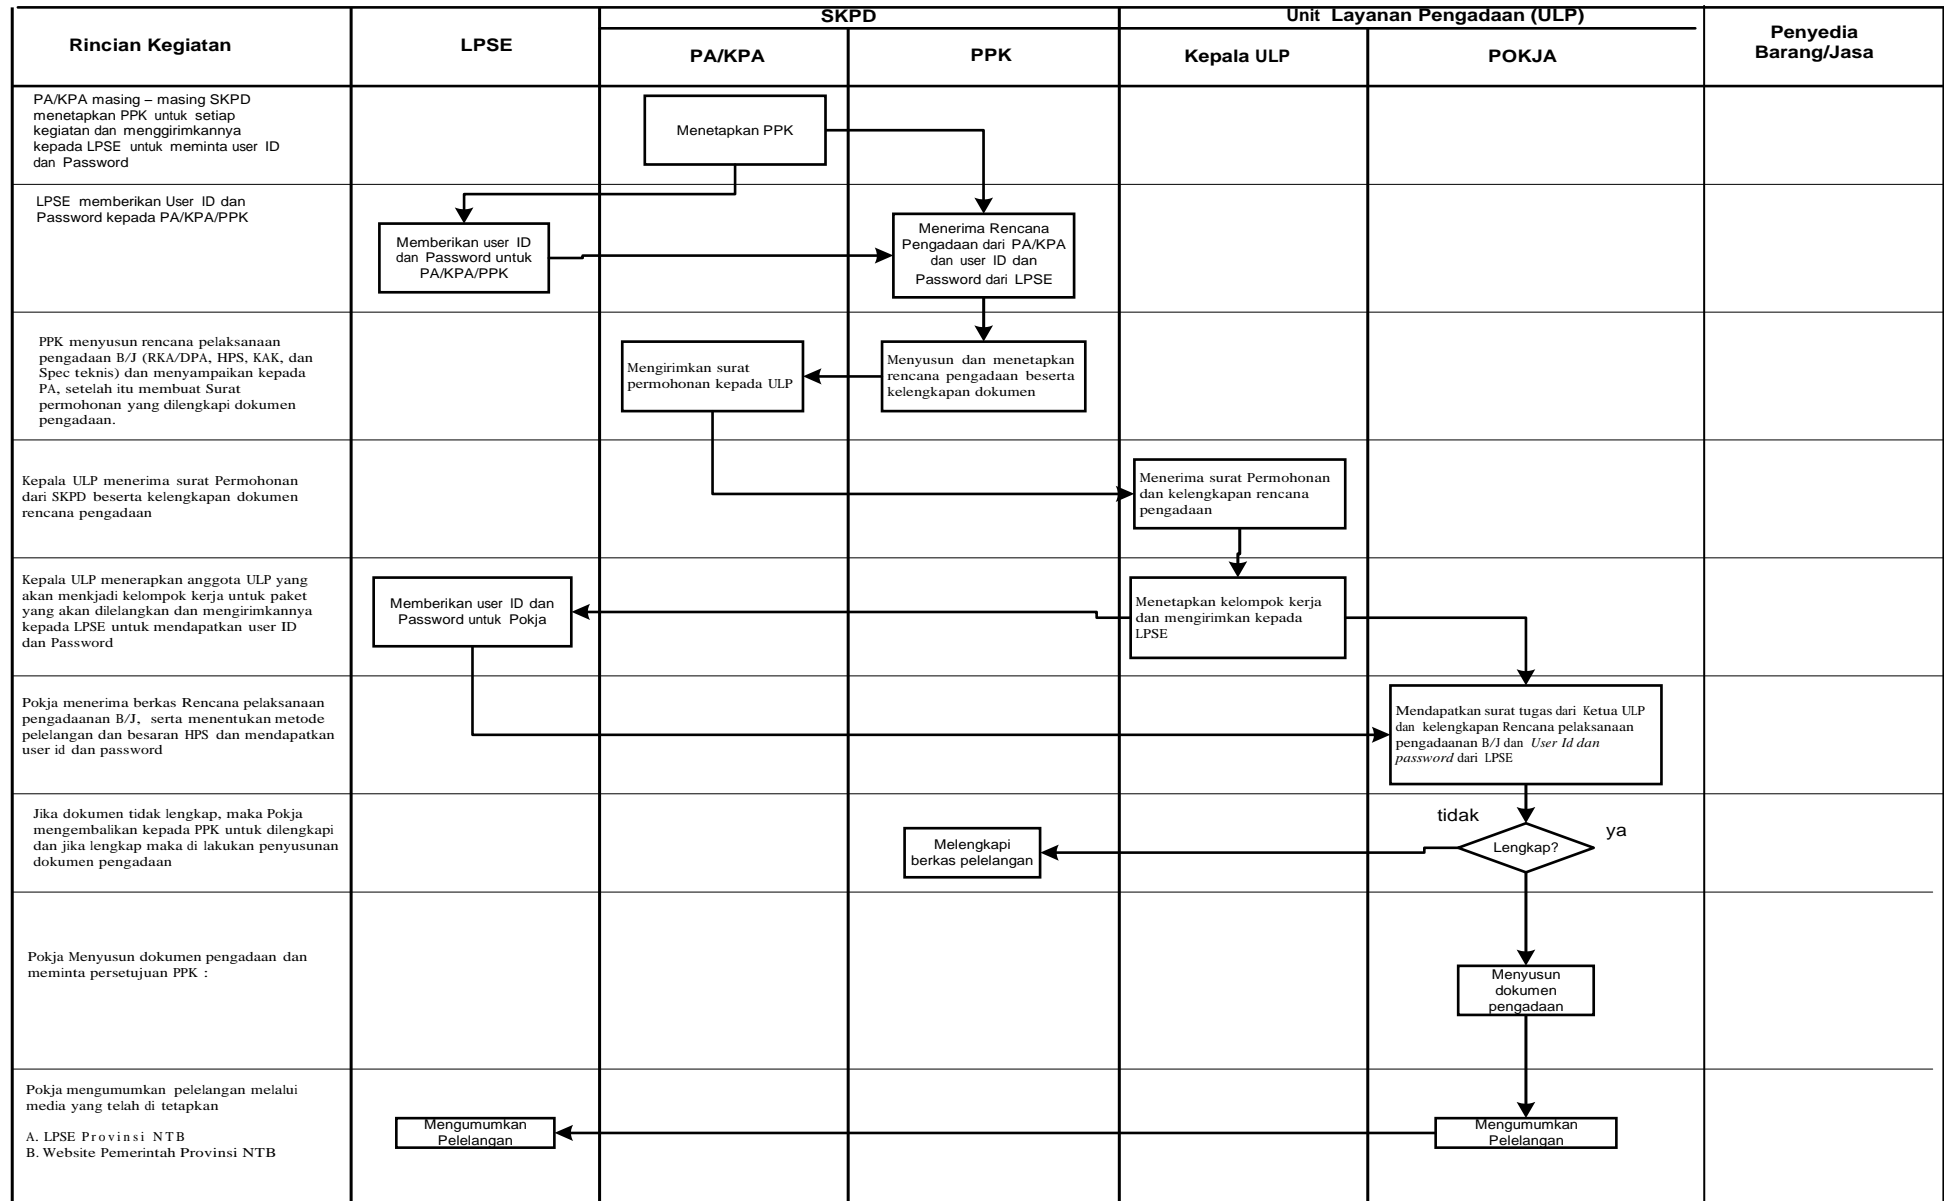 Rincian Kegiatan
LPSE
SKPD
Unit Layanan Pengadaan (ULP)
Penyedia
Barang/Jasa
PA/KPA
PPK
Kepala ULP
POKJA
PA/KPA masing – masing SKPD
menetapkan PPK untuk setiap
kegiatan dan menggirimkannya
kepada LPSE untuk meminta user ID
dan Password
Menetapkan PPK
LPSE memberikan User ID dan
Password kepada PA/KPA/PPK
Memberikan user ID
dan Password untuk
PA/KPA/PPK
Menerima Rencana
Pengadaan dari PA/KPA
dan user ID dan
Password dari LPSE
PPK menyusun rencana pelaksanaan
pengadaan B/J (RKA/DPA, HPS, KAK, dan
Spec teknis) dan menyampaikan kepada
PA, setelah itu membuat Surat
permohonan yang dilengkapi dokumen
pengadaan.
Mengirimkan surat
permohonan kepada ULP
Menyusun dan menetapkan
rencana pengadaan beserta
kelengkapan dokumen
Kepala ULP menerima surat Permohonan
dari SKPD beserta kelengkapan dokumen
rencana pengadaan
Menerima surat Permohonan
dan kelengkapan rencana
pengadaan
Kepala ULP menerapkan anggota ULP yang
akan menkjadi kelompok kerja untuk paket
yang akan dilelangkan dan mengirimkannya
kepada LPSE untuk mendapatkan user ID
dan Password
Memberikan user ID dan
Password untuk Pokja
Menetapkan kelompok kerja
dan mengirimkan kepada
LPSE
Pokja menerima berkas Rencana pelaksanaan
pengadaanan B/J, serta menentukan metode
pelelangan dan besaran HPS dan mendapatkan
user id dan password
Mendapatkan surat tugas dari Ketua ULP
dan kelengkapan Rencana pelaksanaan
pengadaanan B/J dan User Id dan
password dari LPSE
Jika dokumen tidak lengkap, maka Pokja
mengembalikan kepada PPK untuk dilengkapi
dan jika lengkap maka di lakukan penyusunan
dokumen pengadaan
Melengkapi
berkas pelelangan
tidak
Lengkap?
ya
Pokja Menyusun dokumen pengadaan dan
meminta persetujuan PPK :
Menyusun
dokumen
pengadaan
Pokja mengumumkan pelelangan melalui
media yang telah di tetapkan
A. LPSE Provinsi NTB
B. Website Pemerintah Provinsi NTB
Mengumumkan
Pelelangan
Mengumumkan
Pelelangan